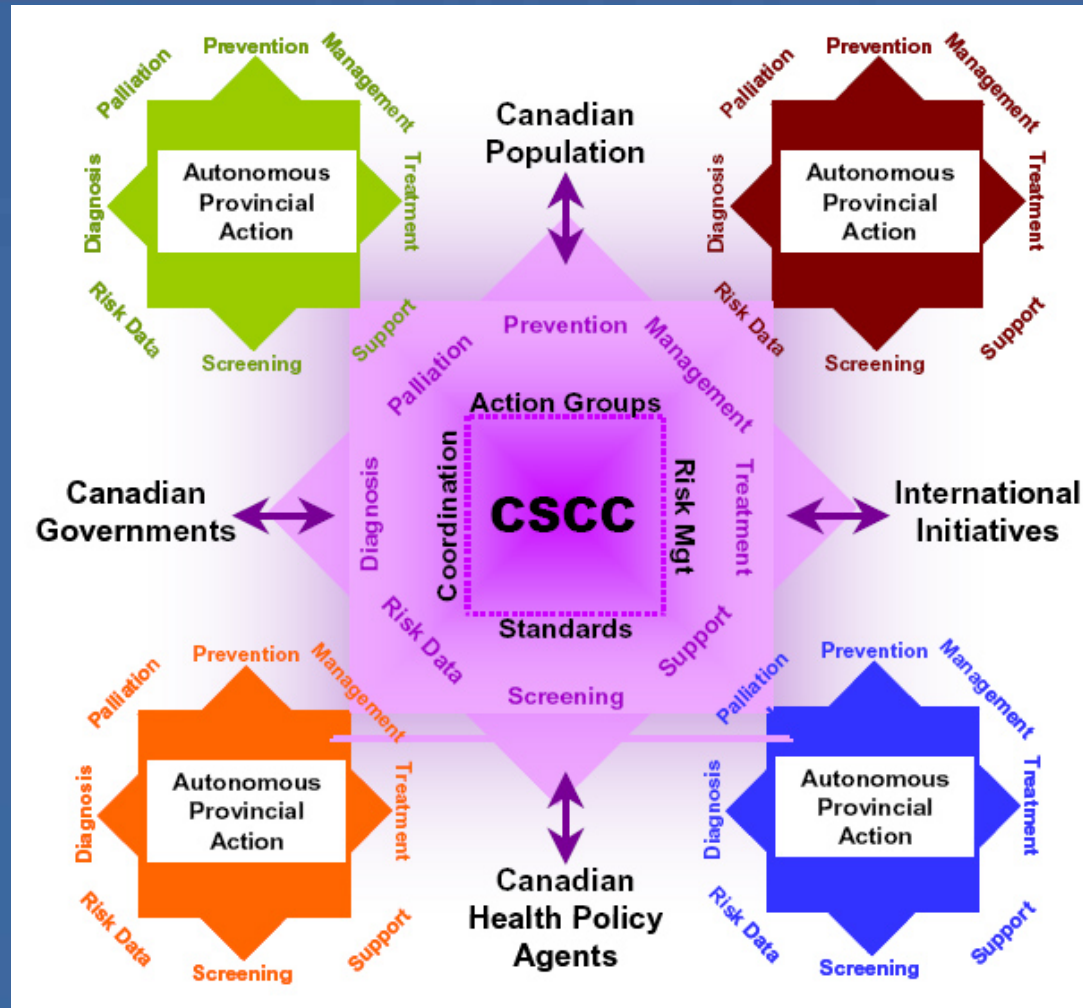 Prevention
Palliation
Management
Diagnosis
Autonomous
Provincial
Action
Treatment
Risk Data
Support
Screening
Canadian
Population
Prevention
Palliation
Management
Diagnosis
Autonomous
Provincial
Action
Treatment
Risk Data
Support
Screening
Prevention
Palliation
Management
Action Groups
Canadian
Governments
Diagnosis
Coordination
CSCC
Risk Mgt
Treatment
International
Initiatives
Risk Data
Standards
Support
Screening
Prevention
Palliation
Management
Diagnosis
Autonomous
Provincial
Action
Treatment
Risk Data
Support
Screening
Canadian
Health Policy
Agents
Prevention
Palliation
Management
Diagnosis
Autonomous
Provincial
Action
Treatment
Risk Data
Support
Screening